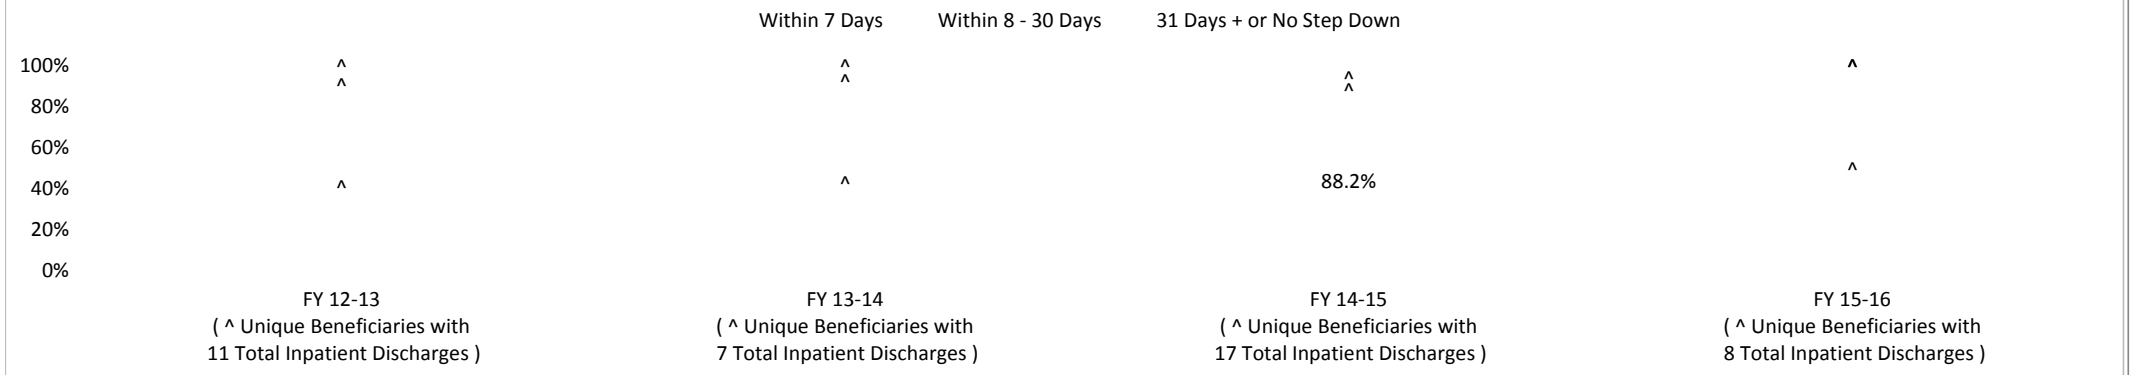 Within 7 Days Within 8 - 30 Days 31 Days + or No Step Down
100% ^ ^ ^
^ ^ ^ ^
^
80%
60%
^
40% ^ ^ 88.2%
20%
0%
FY 12-13 FY 13-14 FY 14-15 FY 15-16
( ^ Unique Beneficiaries with ( ^ Unique Beneficiaries with ( ^ Unique Beneficiaries with ( ^ Unique Beneficiaries with
11 Total Inpatient Discharges ) 7 Total Inpatient Discharges ) 17 Total Inpatient Discharges ) 8 Total Inpatient Discharges )